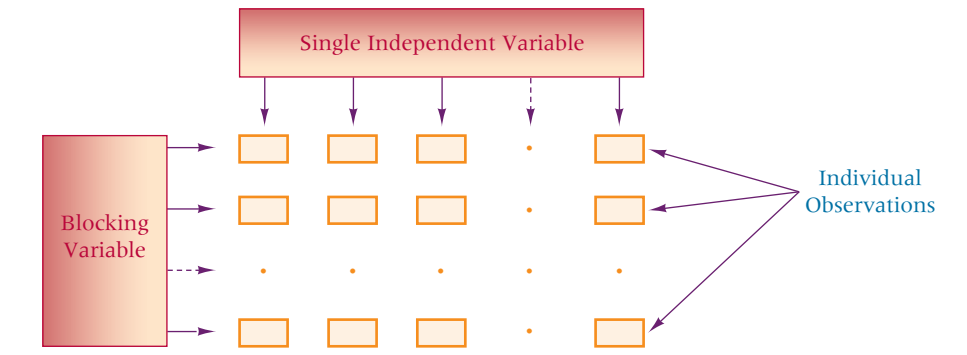 Single Independent Variable
Blocking
Variable
Individual
Observations